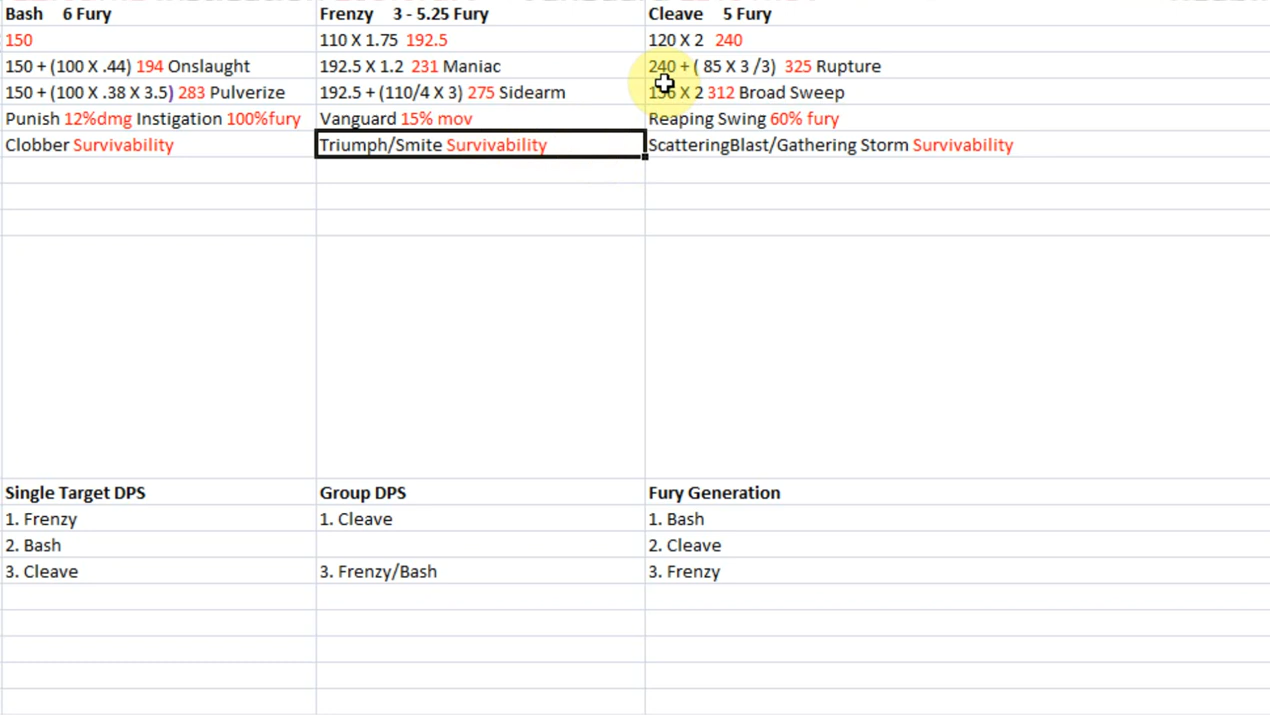 Bash 6 Fury
Frenzy 3 - 5.25 Fury
Cleave 5 Fury
150
110 X 1.75 192.5
120 X 2 240
150 + (100 X .44) 194 Onslaught
192.5 X 1.2 231 Maniac
240 + ( 85 X 3 /3) 325 Rupture
150 + (100 X .38 X 3.5) 283 Pulverize
192.5 + (110/4 X 3) 275 Sidearm
X 2 312 Broad Sweep
Punish 12%dmg Instigation 100%fury
Vanguard 15% mov
Reaping Swing 60% fury
Clobber Survivability
Triumph/Smite Survivability
ScatteringBlast/Gathering Storm Survivability
Single Target DPS
Group DPS
Fury Generation
1. Frenzy
1. Cleave
1. Bash
2. Bash
2. Cleave
3. Cleave
3. Frenzy/Bash
3. Frenzy